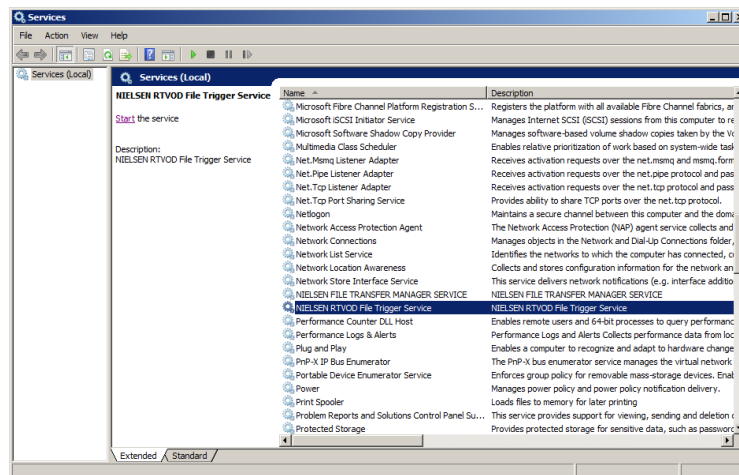 Services
File Action View Help
Services (Local)
Services (Local)
NIELSEN RTVOD File Trigger Service
Start the service
Description:
NIELSEN RTVOD File Trigger Service
Name Description
Microsoft Fibre Channel Platform Registration S... Registers the platform with all available Fibre Channel fabrics, ar
Microsoft iSCSI Initiator Service Manages Internet SCSI (iSCSI) sessions from this computer to re
Microsoft Software Shadow Copy Provider Manages software-based volume shadow copies taken by the Vo
Multimedia Class Scheduler Enables relative prioritization of work based on system-wide task
Net.Msmq Listener Adapter Receives activation requests over the net.msmq and msmq.form
Net.Pipe Listener Adapter Receives activation requests over the net.pipe protocol and pas
Net.Tcp Listener Adapter Receives activation requests over the net.tcp protocol and pass
Net.Tcp Port Sharing Service Provides ability to share TCP ports over the net.tcp protocol.
Netlogon Maintains a secure channel between this computer and the doma
Network Access Protection Agent The Network Access Protection (NAP) agent service collects and
Network Connections Manages objects in the Network and Dial-Up Connections folder,
Network List Service Identifies the networks to which the computer has connected, c
Network Location Awareness Collects and stores configuration information for the network an
Network Store Interface Service This service delivers network notifications (e.g. interface additio
NIELSEN FILE TRANSFER MANAGER SERVICE NIELSEN FILE TRANSFER MANAGER SERVICE
NIELSEN RTVOD File Trigger Service NIELSEN RTVOD File Trigger Service
Performance Counter DLL Host Enables remote users and 64-bit processes to query performanc
Performance Logs & Alerts Performance Logs and Alerts Collects performance data from loc
Plug and Play Enables a computer to recognize and adapt to hardware change
PnP-X IP Bus Enumerator The PnP-X bus enumerator service manages the virtual network
Portable Device Enumerator Service Enforces group policy for removable mass-storage devices. Enab
Power Manages power policy and power policy notification delivery.
Print Spooler Loads files to memory for later printing
Problem Reports and Solutions Control Panel Su... This service provides support for viewing, sending and deletion o
Protected Storage Provides protected storage for sensitive data, such as password
Extended Standard